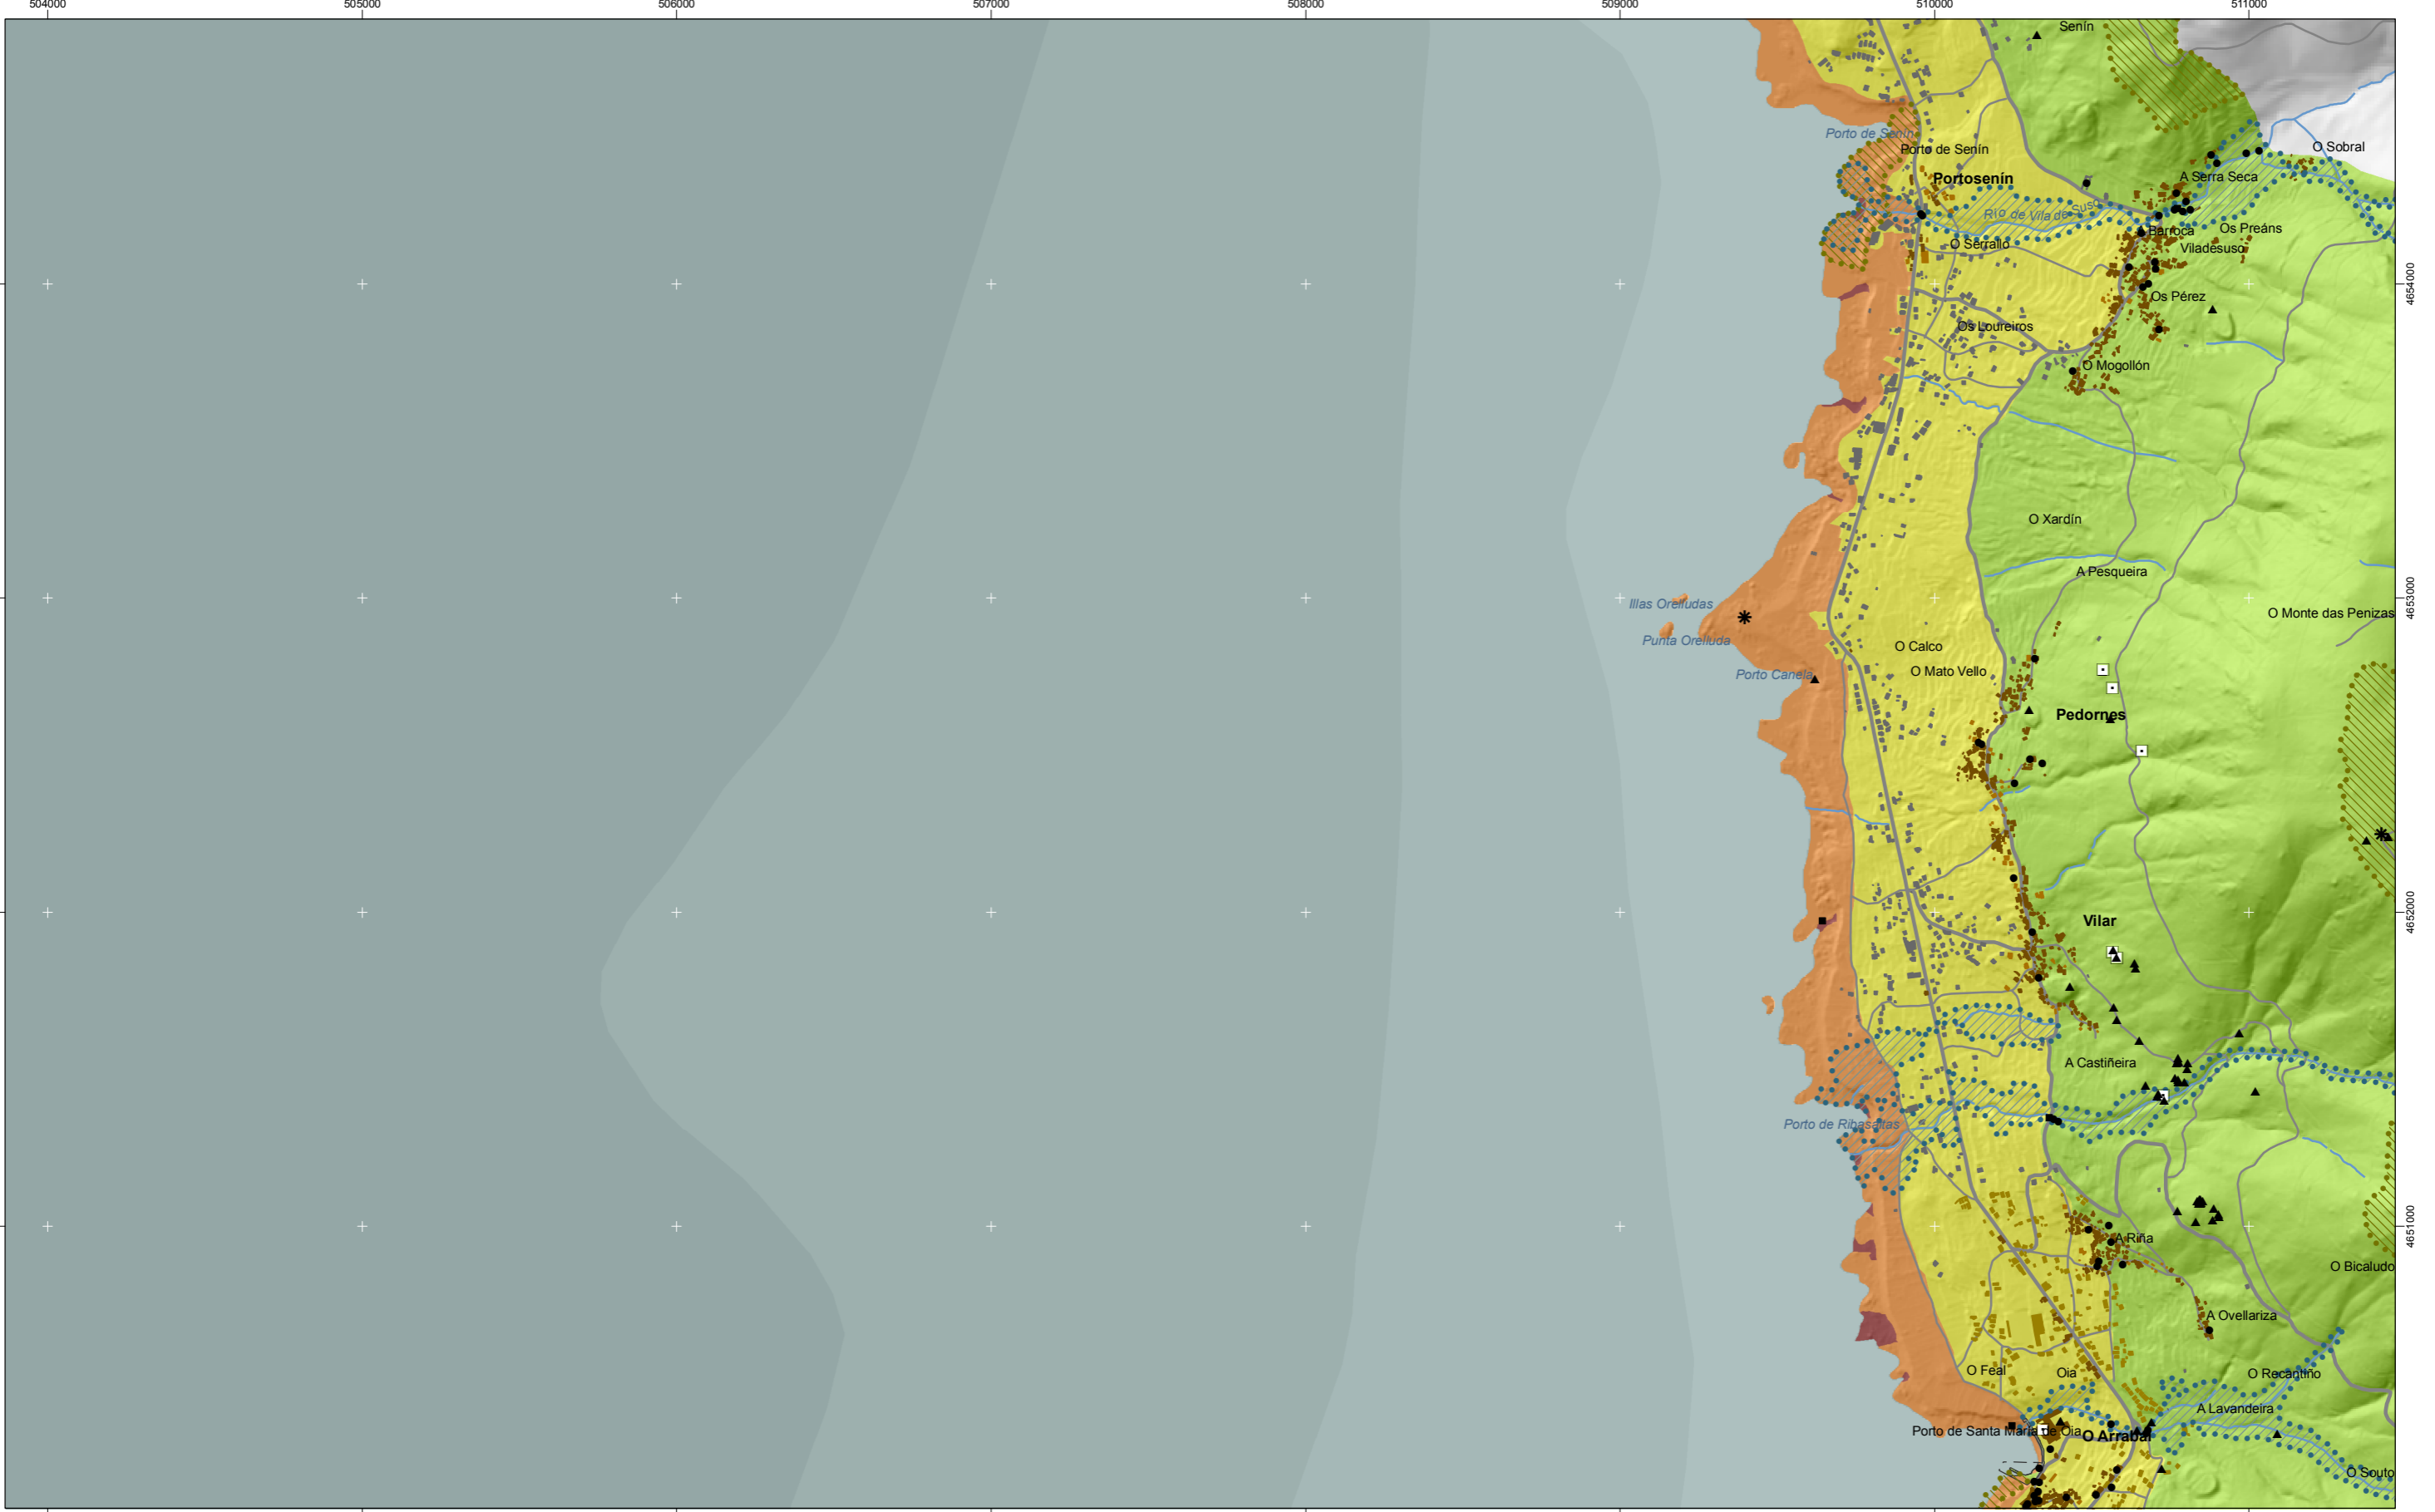 504000 505000 506000 507000 508000 509000 510000 511000
Senín
Porto de Senín
Porto de Senín
O Sobral
Portosenín
A Serra Seca
Río de Vila de Suso
Barroca
Os Preáns
O Serrallo
Viladesuso
4654000
Os Pérez
Os Loureiros
O Mogollón
O Xardín
A Pesqueira
Illas Orelludas
4653000
O Monte das Penizas
Punta Orelluda
O Calco
Porto Canela
O Mato Vello
Pedornes
4652000
Vilar
A Castiñeira
Porto de Ribasaltas
4651000
A Riña
O Bicaludo
A Ovellariza
O Feal
Oia
O Recantiño
A Lavandeira
Porto de Santa María de Oia
O Arrabal
O Souto